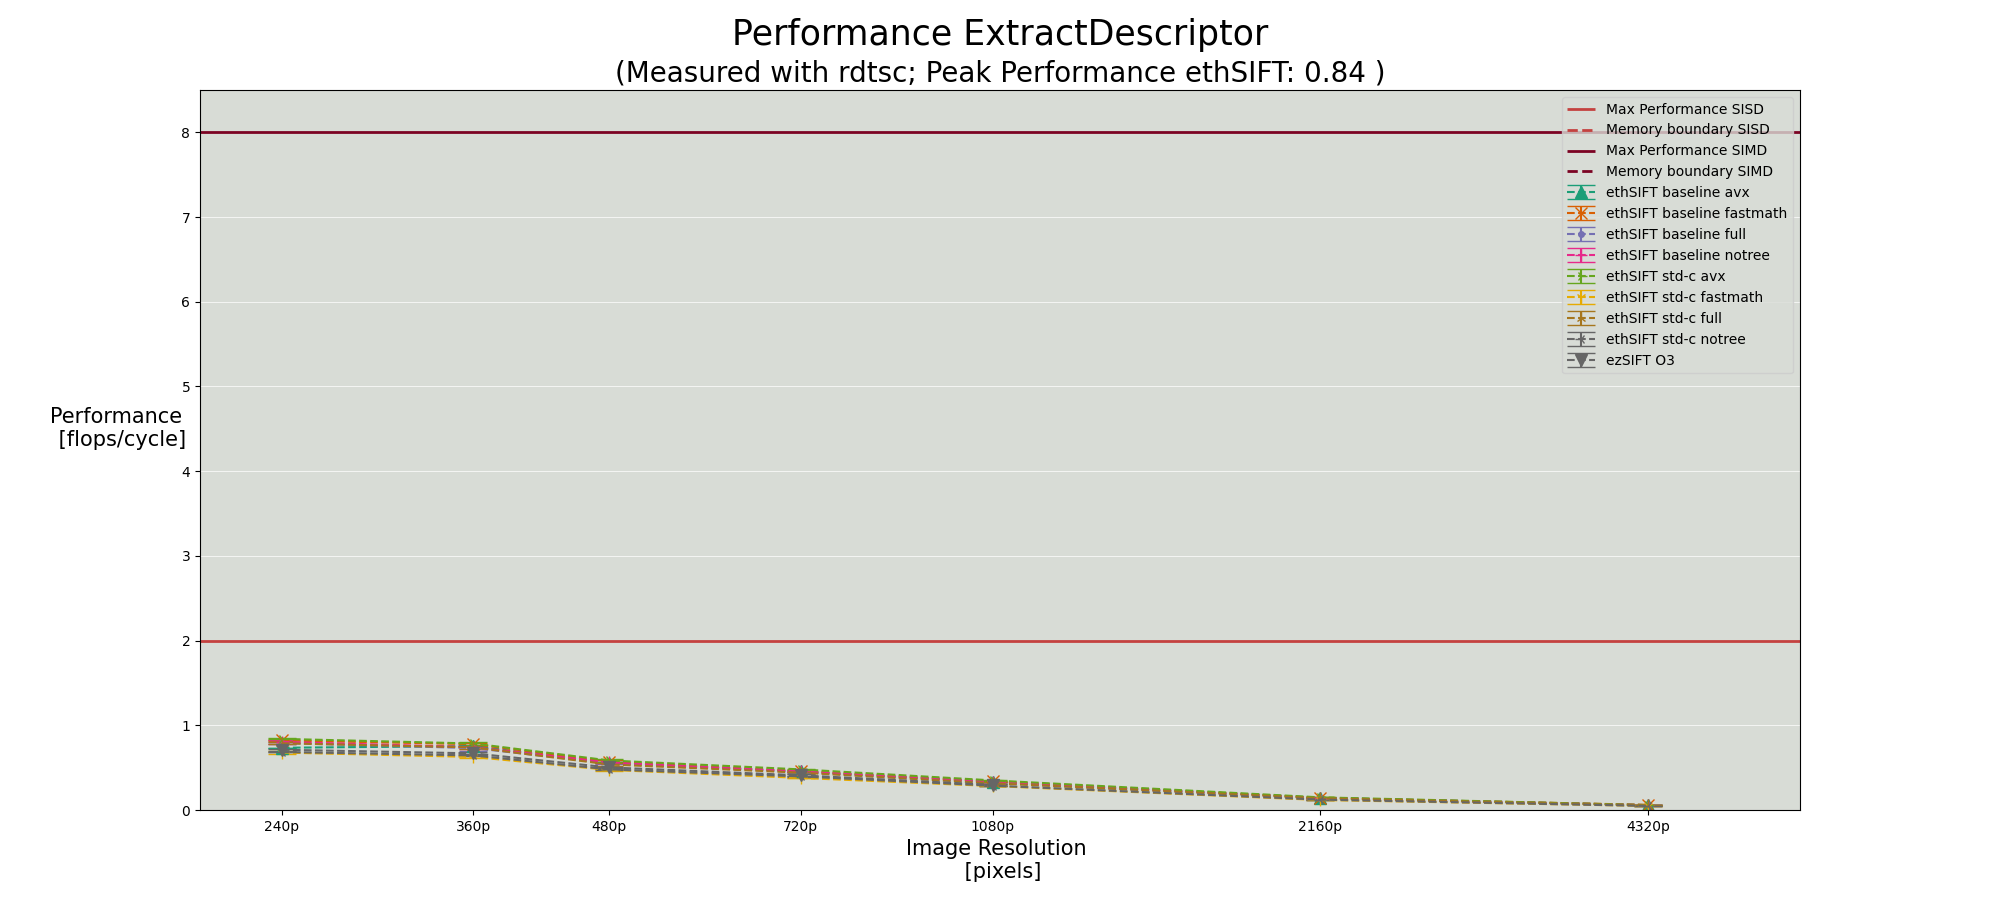 Performance ExtractDescriptor
(Measured with rdtsc; Peak Performance ethSIFT: 0.84 )
Max Performance SISD
Memory boundary SISD
Max Performance SIMD
Memory boundary SIMD
ethSIFT baseline avx
ethSIFT baseline fastmath
ethSIFT baseline full
ethSIFT baseline notree
ethSIFT std-c avx
ethSIFT std-c fastmath
ethSIFT std-c full
ethSIFT std-c notree
ezSIFT O3
8
7
6
5
4
3
2
1
0
Performance
[flops/cycle]
240p
360p
480p
720p
1080p
2160p
4320p
Image Resolution
[pixels]